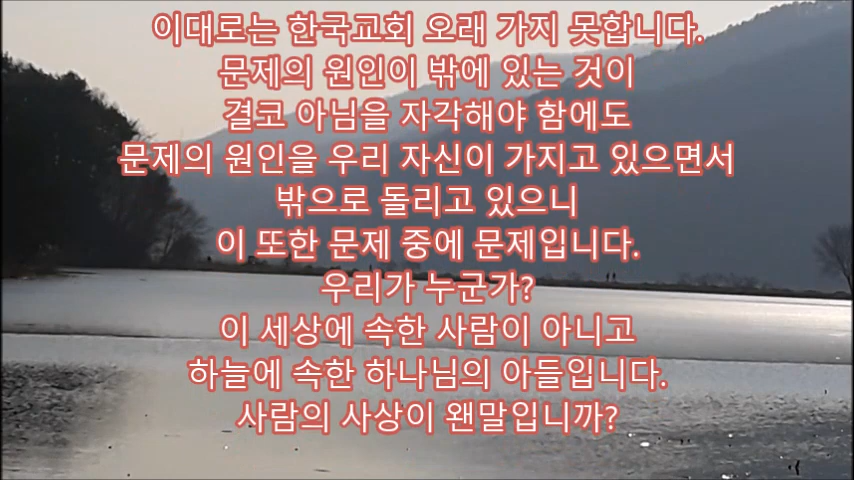 이대로는 한국교회 오래 가지 못합니다.
문제의 원인이 밖에 있는 것이
결코 아님을 자각해야 함에도
문제의 원인을 우리 자신이 가지고 있으면서
밖으로 돌리고 있으니
이 또한 문제 중에 문제입니다.
우리가 누군가?
이 세상에 속한 사람이 아니고
하늘에 속한 하나님의 아들입니다.
사람의 사상이 왠말입니까?